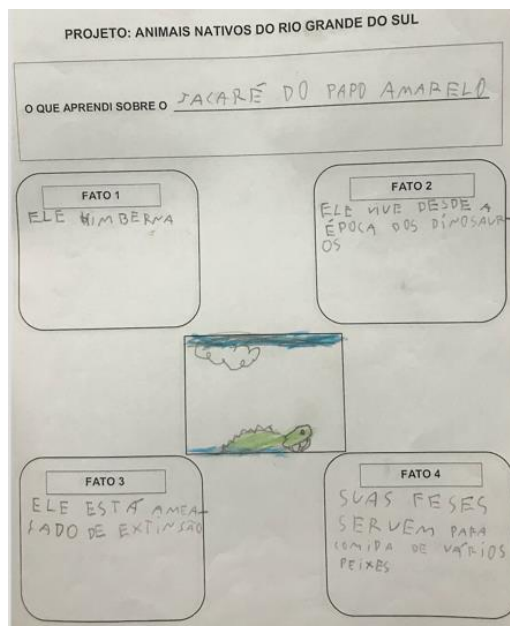 PROJETO: ANIMAIS NATIVOS DO RIO GRANDE DO SUL
O QUE APRENDI SOBRE O JACARÉ DO PAPO AMARELO
FATO 1
ELE HIMBERNA
FATO 2
ELE VIVE DESDE A
ÉPOCA DOS DINOSAUR-
OS
FATO 3
ELE ESTÁ AMEA-
SADO DE EXTINSÃO
FATO 4
SUAS FESES
SERVEM PARA
COMIDA DE VÁRIOS
PEIXES